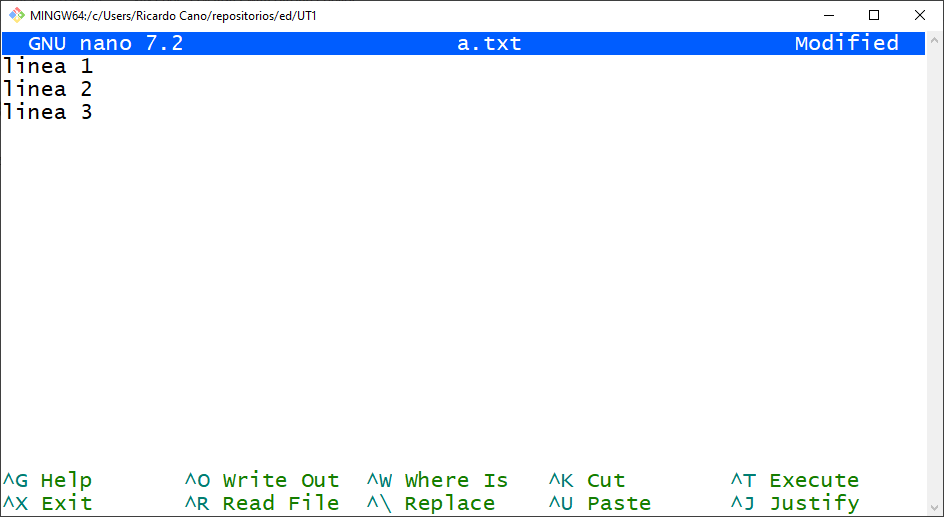 MINGW64:/c/Users/Ricardo Cano/repositorios/ed/UT1
GNU nano 7.2 a.txt Modified
linea 1
linea 2
linea 3
^G Help ^O Write Out ^W Where Is ^K Cut ^T Execute
^X Exit ^R Read File ^\ Replace ^U Paste ^J Justify